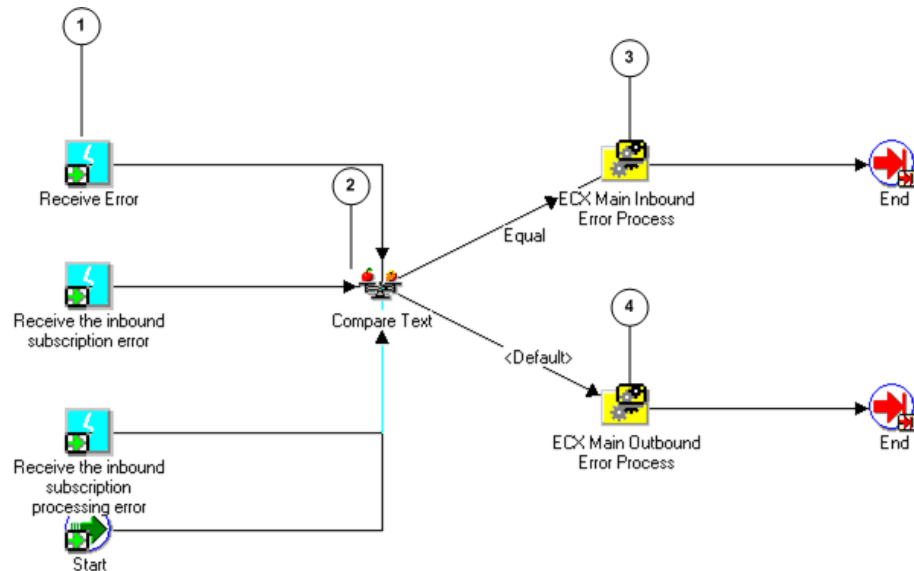 1
3
Receive Error
2
ECX Main Inbound
Error Process
End
Equal
Receive the inbound
subscription error
Compare Text
4
<Default>
ECX Main Outbound
Error Process
End
Receive the inbound
subscription
processing error
Start